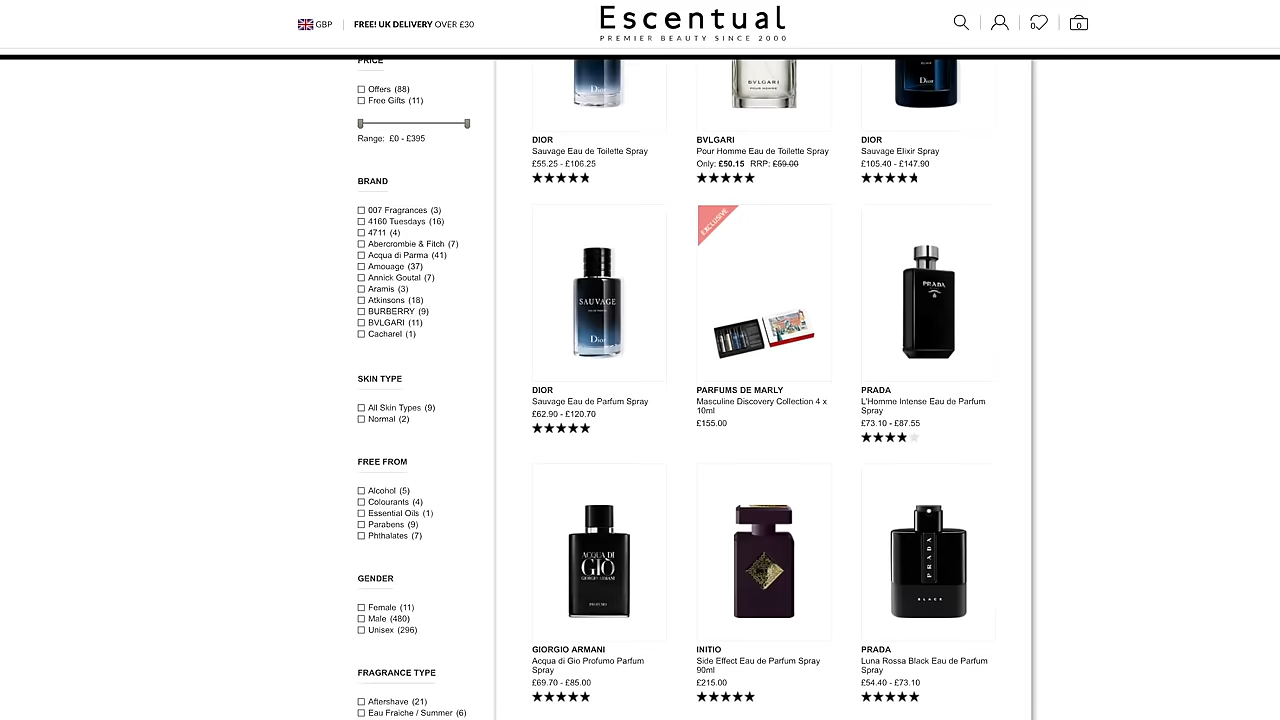 GBP
FREE! UK DELIVERY OVER £30
Escentual
PREMIER BEAUTY SINCE 2000
0
0
PRICE
Offers (88)
Free Gifts (11)
Range: £0 - £395
BRAND
007 Fragrances (3)
4160 Tuesdays (16)
4711 (4)
Abercrombie & Fitch (7)
Acqua di Parma (41)
Amouage (37)
Annick Goutal (7)
Aramis (3)
Atkinsons (18)
BURBERRY (9)
BVLGARI (11)
Cacharel (1)
SKIN TYPE
All Skin Types (9)
Normal (2)
FREE FROM
Alcohol (5)
Colourants (4)
Essential Oils (1)
Parabens (9)
Phthalates (7)
GENDER
Female (11)
Male (480)
Unisex (296)
FRAGRANCE TYPE
Aftershave (21)
Eau Fraiche / Summer (6)
Dior
DIOR
Sauvage Eau de Toilette Spray
£55.25 - £106.25
BVLGARI
POUR HOMME
BVLGARI
Pour Homme Eau de Toilette Spray
Only: £50.15 RRP: £59.00
Dior
DIOR
Sauvage Elixir Spray
£105.40 - £147.90
SAUVAGE
Dior
DIOR
Sauvage Eau de Parfum Spray
£62.90 - £120.70
EXCLUSIVE
PARFUMS DE MARLY
Masculine Discovery Collection 4 x
10ml
£155.00
PRADA
PRADA
L'Homme Intense Eau de Parfum
Spray
£73.10 - £87.55
ACQUA DI
GIÒ
GIORGIO ARMANI
PROFUMO
GIORGIO ARMANI
Acqua di Gio Profumo Parfum
Spray
£69.70 - £85.00
INITIO
Side Effect Eau de Parfum Spray
90ml
£215.00
PRADA
BLACK
PRADA
Luna Rossa Black Eau de Parfum
Spray
£54.40 - £73.10